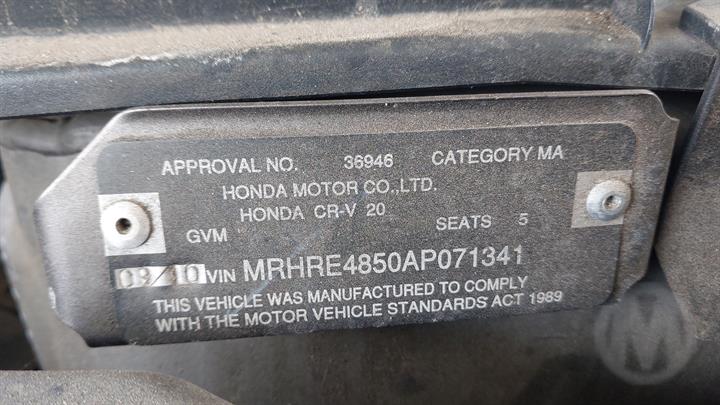 APPROVAL NO. 36946 CATEGORY MA
HONDA MOTOR CO.,LTD.
HONDA CR-V 20
GVM SEATS 5
09/10 VIN MRHRE4850AP071341
THIS VEHICLE WAS MANUFACTURED TO COMPLY
WITH THE MOTOR VEHICLE STANDARDS ACT 1989
M